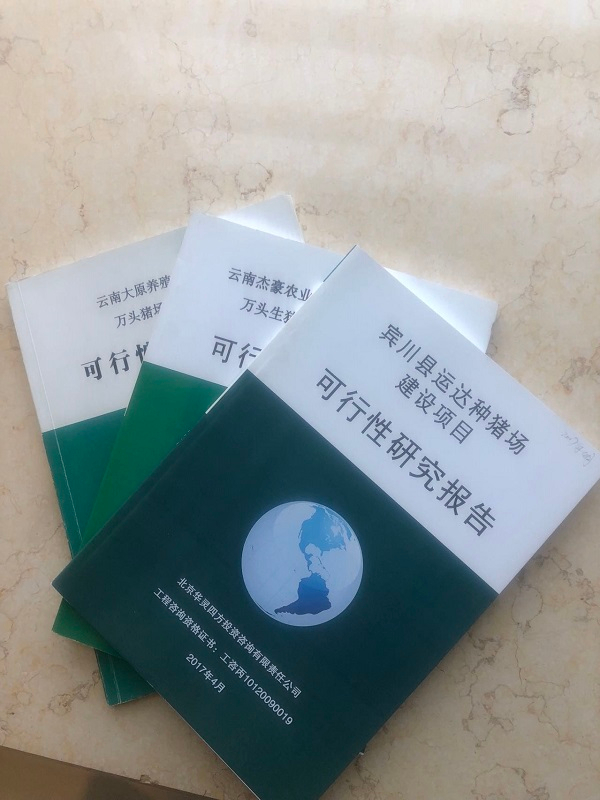 云南大原养殖
万头猪场
可行性
云南杰豪农业
万头生猪
可行
宾川县运达种猪场
建设项目
可行性研究报告
北京华灵四方投资咨询有限责任公司
工程咨询资格证书：工咨丙10120090019
2017年4月